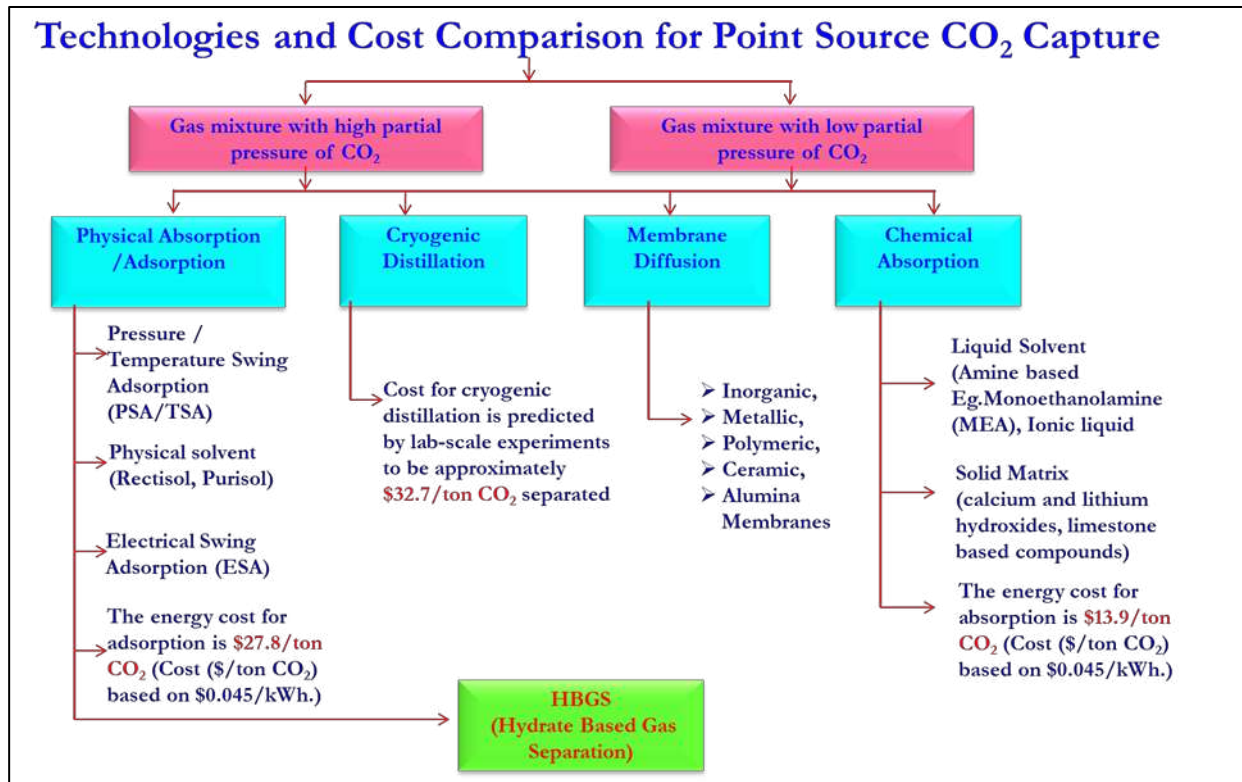 Technologies and Cost Comparison for Point Source CO₂ Capture
Gas mixture with high partial
pressure of CO₂
Gas mixture with low partial
pressure of CO₂
Physical Absorption
/Adsorption
Cryogenic
Distillation
Membrane
Diffusion
Chemical
Absorption
Pressure /
Temperature Swing
Adsorption
(PSA/TSA)
Physical solvent
(Rectisol, Purisol)
Electrical Swing
Adsorption (ESA)
The energy cost for
adsorption is $27.8/ton
CO₂ (Cost ($/ton CO₂)
based on $0.045/kWh.)
Cost for cryogenic
distillation is predicted
by lab-scale experiments
to be approximately
$32.7/ton CO₂ separated
➢ Inorganic,
➢ Metallic,
➢ Polymeric,
➢ Ceramic,
➢ Alumina
Membranes
Liquid Solvent
(Amine based
Eg.Monoethanolamine
(MEA), Ionic liquid
Solid Matrix
(calcium and lithium
hydroxides, limestone
based compounds)
The energy cost for
absorption is $13.9/ton
CO₂ (Cost ($/ton CO₂)
based on $0.045/kWh.)
HBGS
(Hydrate Based Gas
Separation)